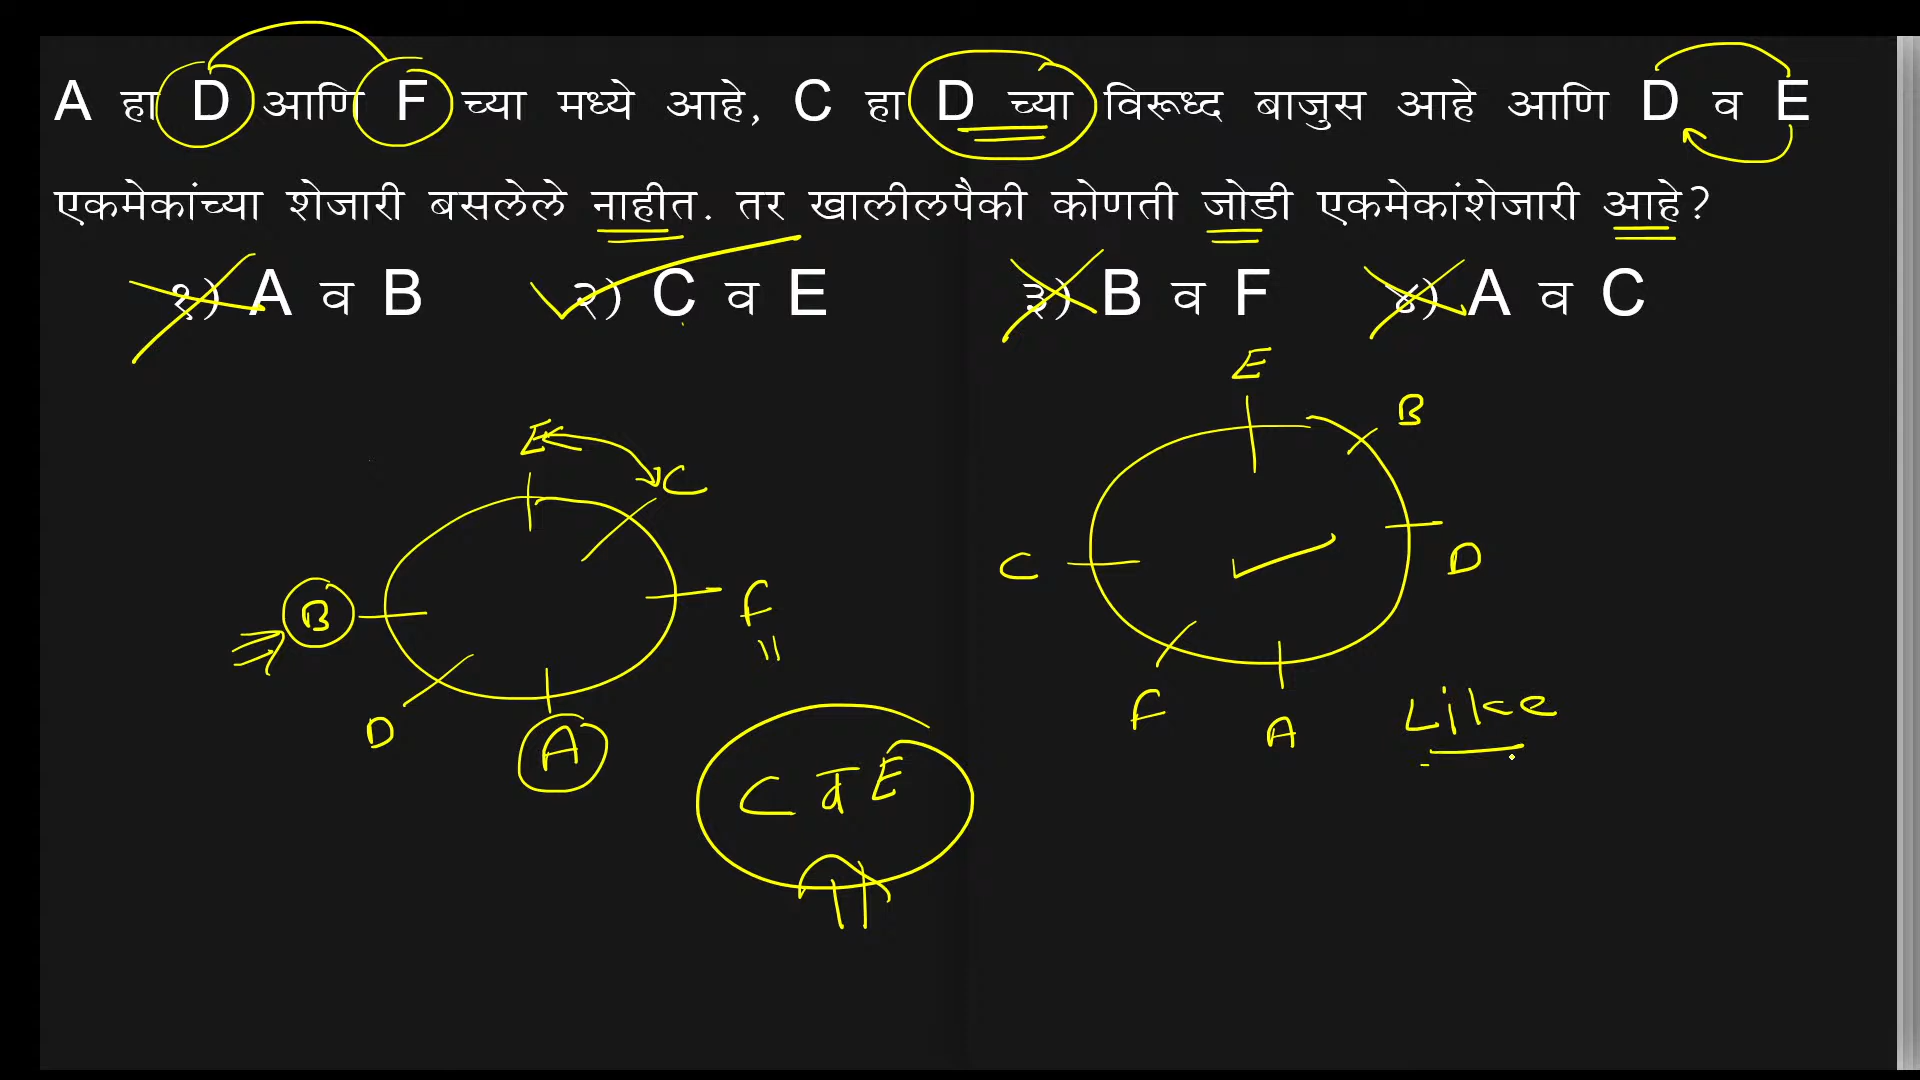 A हा D आणि F च्या मध्ये आहे, C हा D च्या विरूध्द बाजुस आहे आणि D व E
एकमेकांच्या शेजारी बसलेले नाहीत. तर खालीलपैकी कोणती जोडी एकमेकांशेजारी आहे?
१) A व B २) C व E ३) B व F ४) A व C
E
B
E
C
C
D
B
F
F
D
A
A
Like
C व E